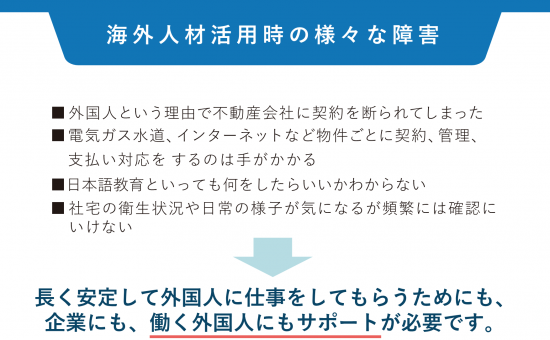 海外人材活用時の様々な障害
■外国人という理由で不動産会社に契約を断られてしまった
■電気ガス水道、インターネットなど物件ごとに契約、管理、
支払い対応を するのは手がかかる
■日本語教育といっても何をしたらいいかわからない
■社宅の衛生状況や日常の様子が気になるが頻繁には確認に
いけない
長く安定して外国人に仕事をしてもらうためにも、
企業にも、働く外国人にもサポートが必要です。